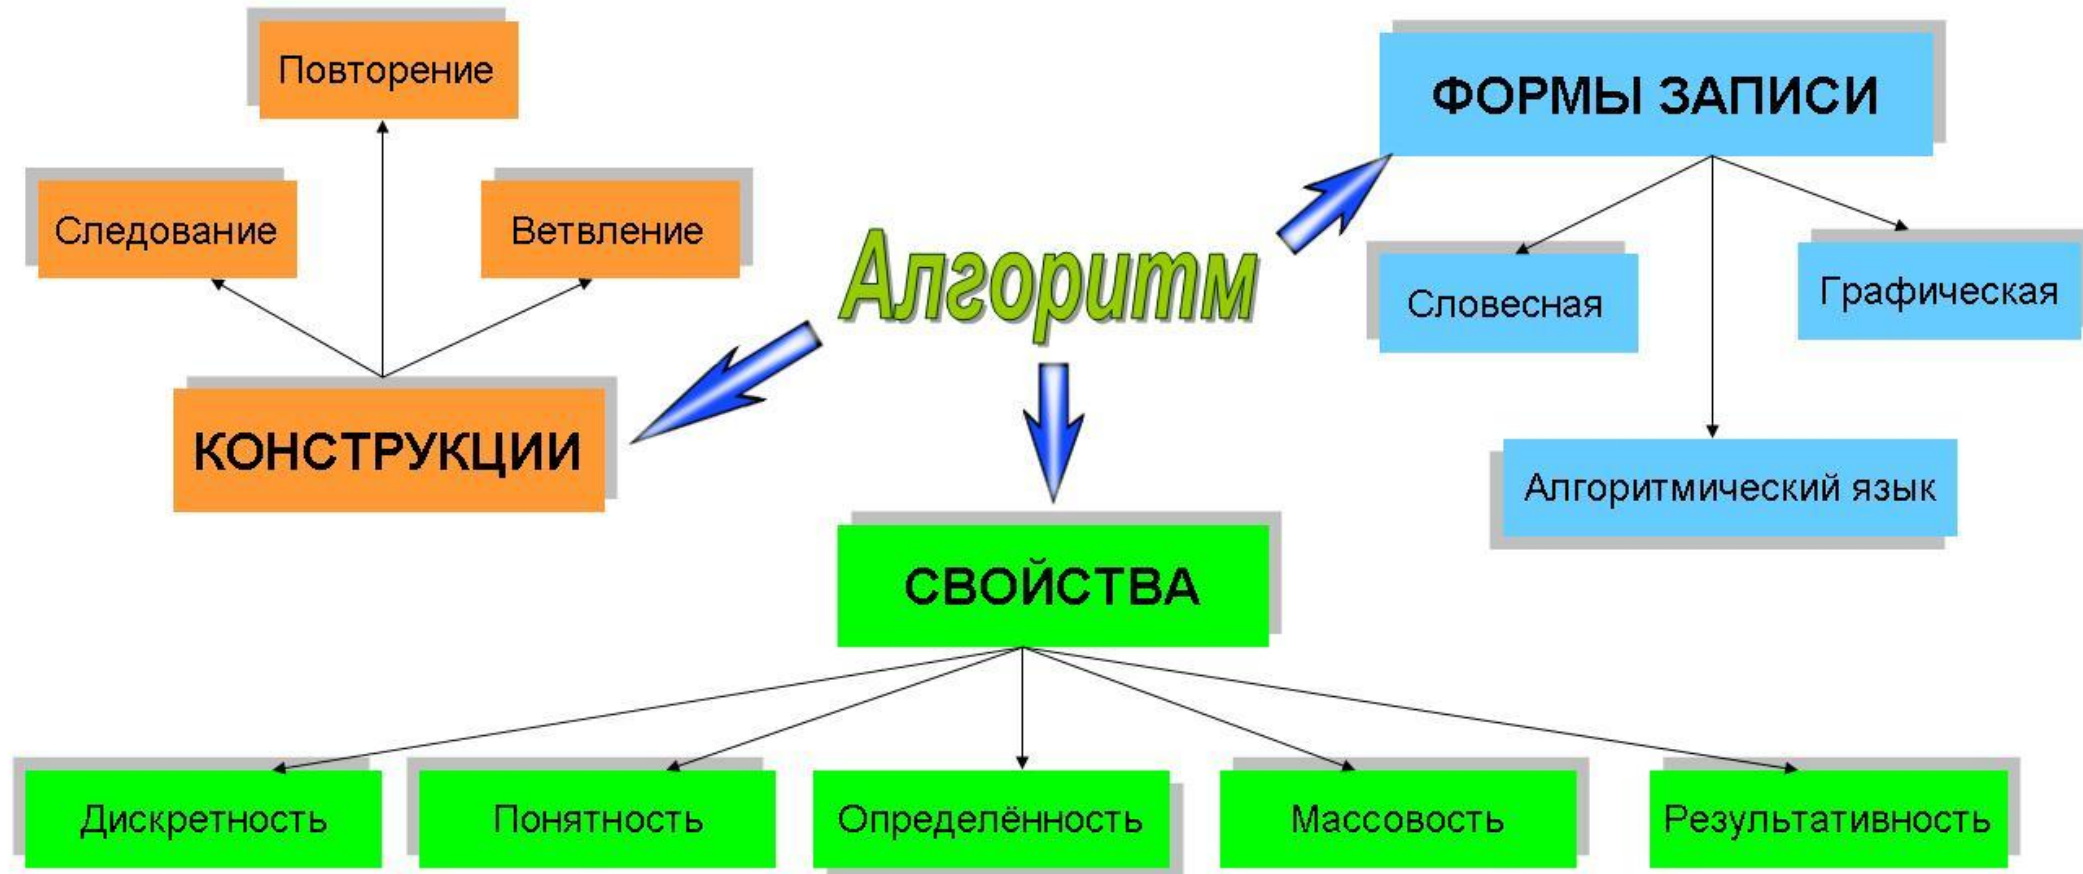 Повторение
Следование
Ветвление
КОНСТРУКЦИИ
Алгоритм
ФОРМЫ ЗАПИСИ
Словесная
Графическая
Алгоритмический язык
СВОЙСТВА
Дискретность
Понятность
Определённость
Массовость
Результативность